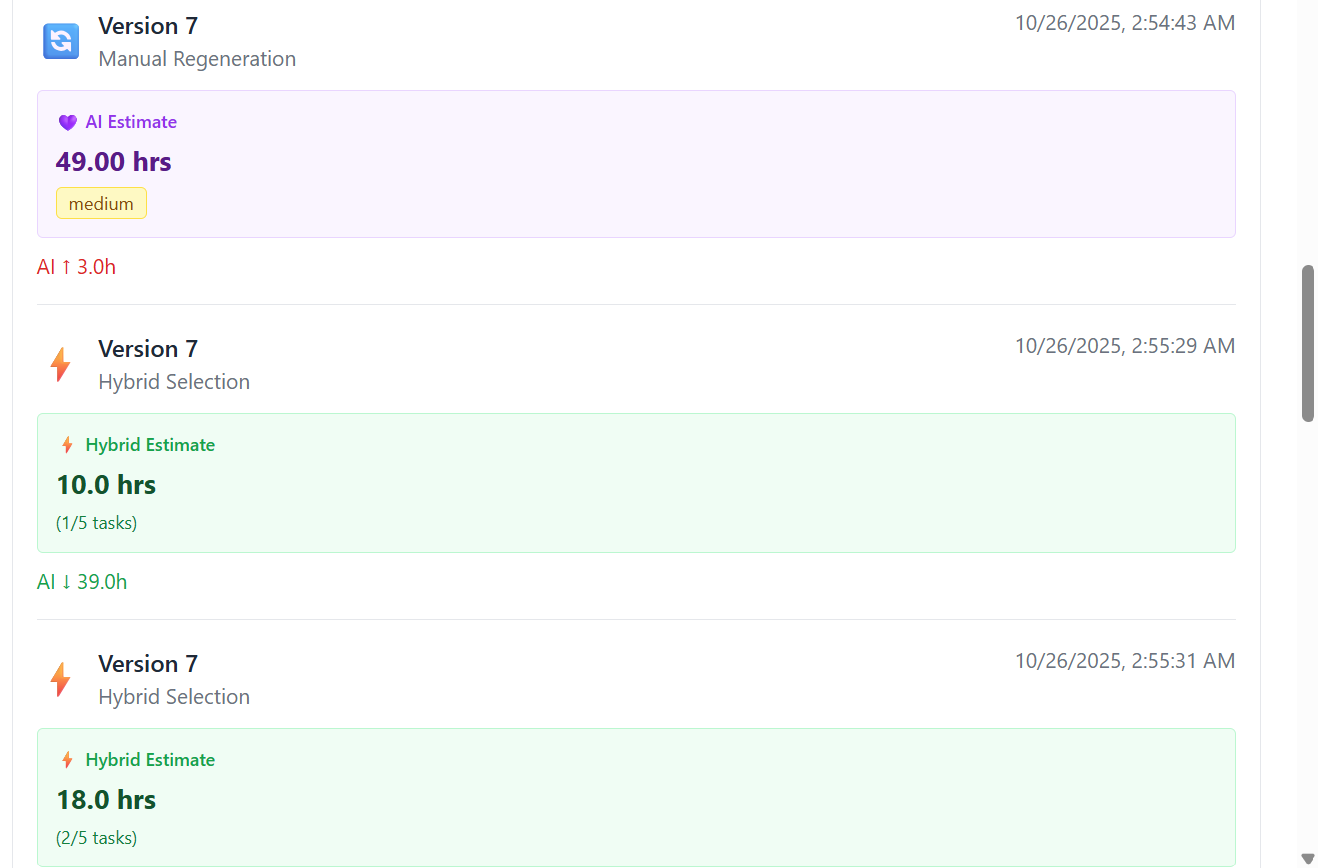 Version 7
10/26/2025, 2:54:43 AM
Manual Regeneration
AI Estimate
49.00 hrs
medium
AI ↑ 3.0h
Version 7
10/26/2025, 2:55:29 AM
Hybrid Selection
Hybrid Estimate
10.0 hrs
(1/5 tasks)
AI ↓ 39.0h
Version 7
10/26/2025, 2:55:31 AM
Hybrid Selection
Hybrid Estimate
18.0 hrs
(2/5 tasks)